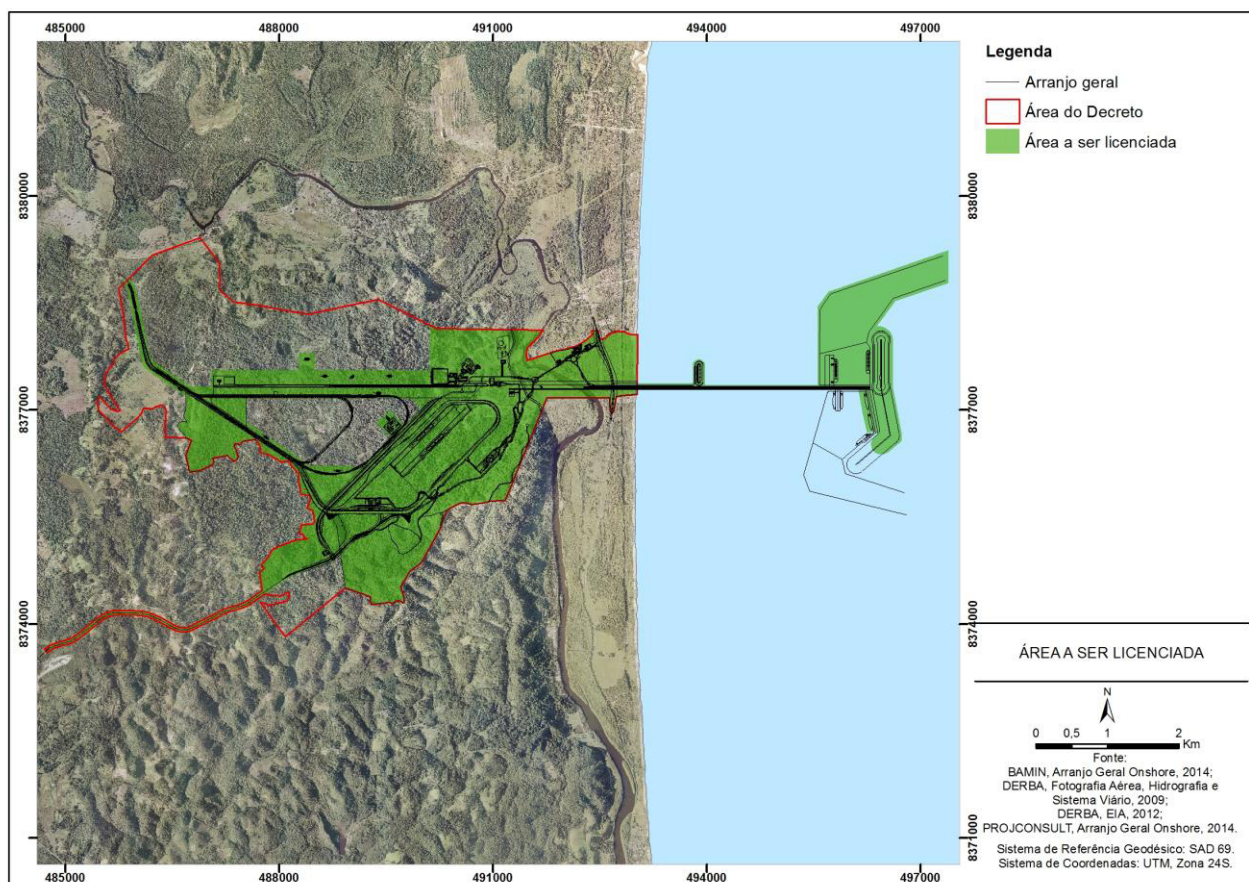 485000 488000 491000 494000 497000
Legenda
Arranjo geral
Área do Decreto
Área a ser licenciada
8380000 8380000
8377000 8377000
8374000 8374000
8371000 8371000
ÁREA A SER LICENCIADA
N
0 0,5 1 2
Km
Fonte:
BAMIN, Arranjo Geral Onshore, 2014;
DERBA, Fotografia Aérea, Hidrografia e
Sistema Viário, 2009;
DERBA, EIA, 2012;
PROJCONSULT, Arranjo Geral Onshore, 2014.
Sistema de Referência Geodésico: SAD 69.
Sistema de Coordenadas: UTM, Zona 24S.
485000 488000 491000 494000 497000